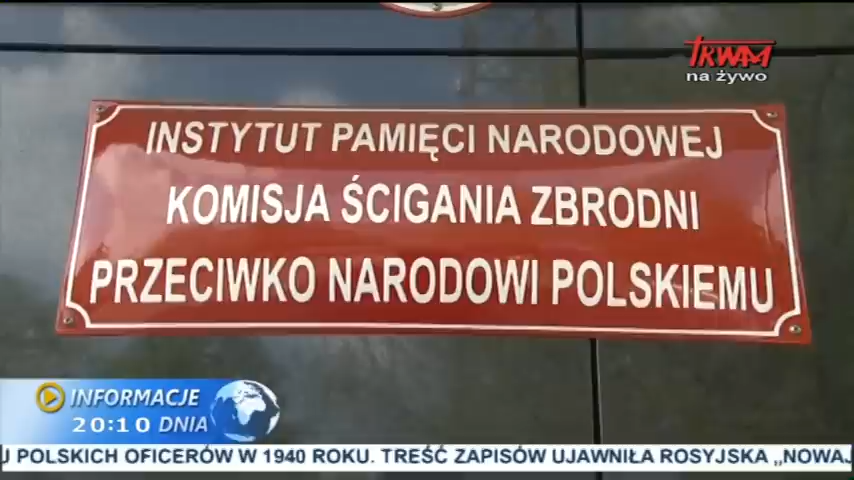 TRWAM
na żywo
INSTYTUT PAMIĘCI NARODOWEJ
KOMISJA ŚCIGANIA ZBRODNI
PRZECIWKO NARODOWI POLSKIEMU
INFORMACJE
20:10 DNIA
POLSKICH OFICERÓW W 1940 ROKU. TREŚĆ ZAPISÓW UJAWNIŁA ROSYJSKA „NOWAJ